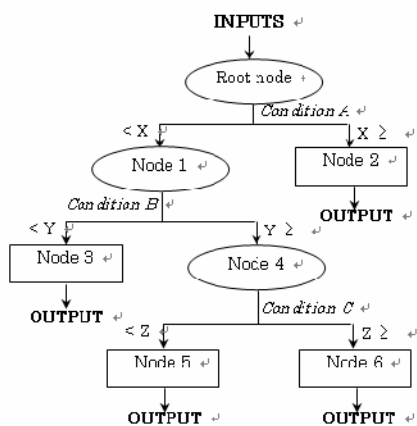 INPUTS
Root node
Condition A
< X
X ≥
Node 1
Node 2
Condition B
OUTPUT
< Y
Y ≥
Node 3
Node 4
OUTPUT
Condition C
< Z
Z ≥
Node 5
Node 6
OUTPUT
OUTPUT